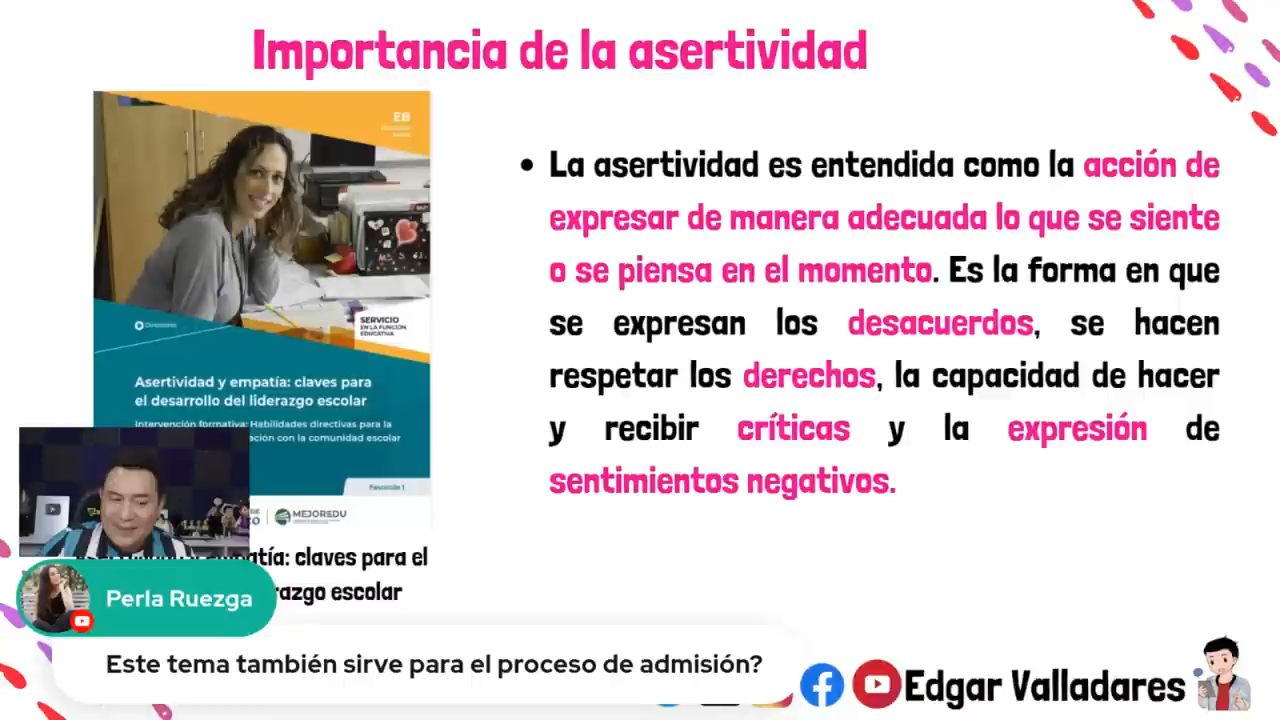 Importancia de la asertividad
EB
SERVICIO
EN LA FUNCIÓN
EDUCATIVA
Asertividad y empatía: claves para
el desarrollo del liderazgo escolar
Intervención formativa: Habilidades directivas para la
ación con la comunidad escolar
Fascículo 1
MEJOREDU
claves para el
razgo escolar
• La asertividad es entendida como la acción de
expresar de manera adecuada lo que se siente
o se piensa en el momento. Es la forma en que
se expresan los desacuerdos, se hacen
respetar los derechos, la capacidad de hacer
y recibir críticas y la expresión de
sentimientos negativos.
Perla Ruezga
Este tema también sirve para el proceso de admisión?
Edgar Valladares